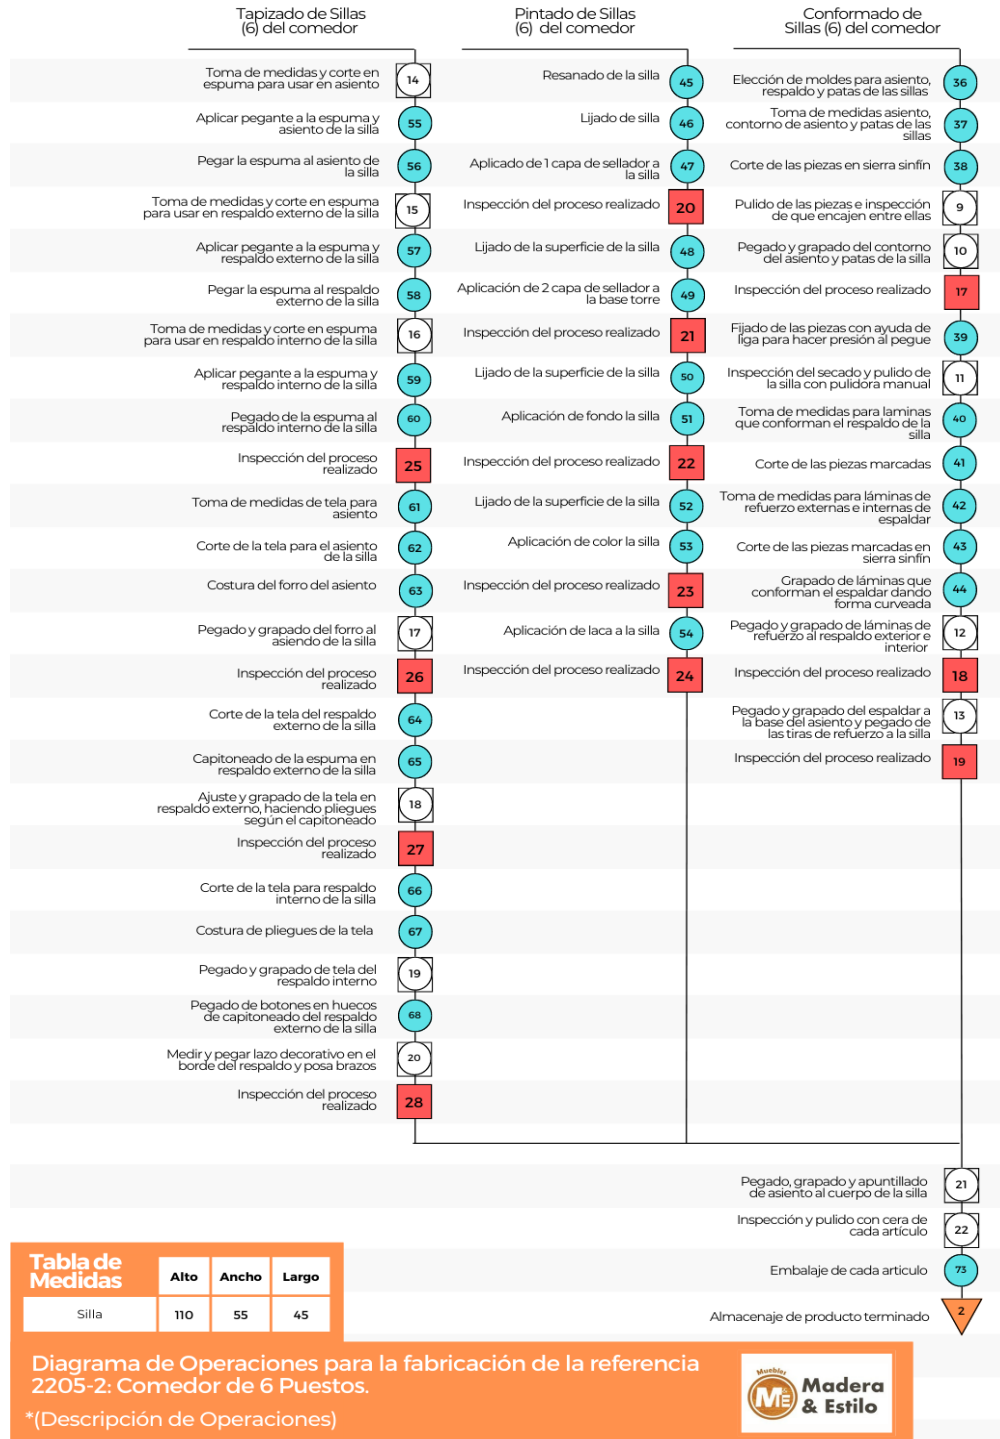 Tapizado de Sillas
(6) del comedor
Toma de medidas y corte en
espuma para usar en asiento
14
Aplicar pegante a la espuma y
asiento de la silla
55
Pegar la espuma al asiento de
la silla
56
Toma de medidas y corte en espuma
para usar en respaldo externo de la silla
15
Aplicar pegante a la espuma y
respaldo externo de la silla
57
Pegar la espuma al respaldo
externo de la silla
58
Toma de medidas y corte en espuma
para usar en respaldo interno de la silla
16
Aplicar pegante a la espuma y
respaldo interno de la silla
59
Pegado de la espuma al
respaldo interno de la silla
60
Inspección del proceso
realizado
25
Toma de medidas de tela para
asiento
61
Corte de la tela para el asiento
de la silla
62
Costura del forro del asiento
63
Pegado y grapado del forro al
asiendo de la silla
17
Inspección del proceso
realizado
26
Corte de la tela del respaldo
externo de la silla
64
Capitoneado de la espuma en
respaldo externo de la silla
65
Ajuste y grapado de la tela en
respaldo externo, haciendo pliegues
según el capitoneado
18
Inspección del proceso
realizado
27
Corte de la tela para respaldo
interno de la silla
66
Costura de pliegues de la tela
67
Pegado y grapado de tela del
respaldo interno
19
Pegado de botones en huecos
de capitoneado del respaldo
externo de la silla
68
Medir y pegar lazo decorativo en el
borde del respaldo y posa brazos
20
Inspección del proceso
realizado
28
Pintado de Sillas
(6) del comedor
Resanado de la silla
45
Lijado de silla
46
Aplicado de 1 capa de sellador a
la silla
47
Inspección del proceso realizado
20
Lijado de la superficie de la silla
48
Aplicación de 2 capa de sellador a
la base torre
49
Inspección del proceso realizado
21
Lijado de la superficie de la silla
50
Aplicación de fondo la silla
51
Inspección del proceso realizado
22
Lijado de la superficie de la silla
52
Aplicación de color la silla
53
Inspección del proceso realizado
23
Aplicación de laca a la silla
54
Inspección del proceso realizado
24
Conformado de
Sillas (6) del comedor
Elección de moldes para asiento,
respaldo y patas de las sillas
36
Toma de medidas asiento,
contorno de asiento y patas de las
sillas
37
Corte de las piezas en sierra sinfín
38
Pulido de las piezas e inspección
de que encajen entre ellas
9
Pegado y grapado del contorno
del asiento y patas de la silla
10
Inspección del proceso realizado
17
Fijado de las piezas con ayuda de
liga para hacer presión al pegue
39
Inspección del secado y pulido de
la silla con pulidora manual
11
Toma de medidas para laminas
que conforman el respaldo de la
silla
40
Corte de las piezas marcadas
41
Toma de medidas para láminas de
refuerzo externas e internas de
espaldar
42
Corte de las piezas marcadas en
sierra sinfín
43
Grapado de láminas que
conforman el espaldar dando
forma curveada
44
Pegado y grapado de láminas de
refuerzo al respaldo exterior e
interior
12
Inspección del proceso realizado
18
Pegado y grapado del espaldar a
la base del asiento y pegado de
las tiras de refuerzo a la silla
13
Inspección del proceso realizado
19
Pegado, grapado y apuntillado
de asiento al cuerpo de la silla
21
Inspección y pulido con cera de
cada artículo
22
Embalaje de cada articulo
73
Almacenaje de producto terminado
2
Tabla de
Medidas
Alto Ancho Largo
Silla 110 55 45
Diagrama de Operaciones para la fabricación de la referencia
2205-2: Comedor de 6 Puestos.
*(Descripción de Operaciones)
Muebles
M&E
Madera
& Estilo